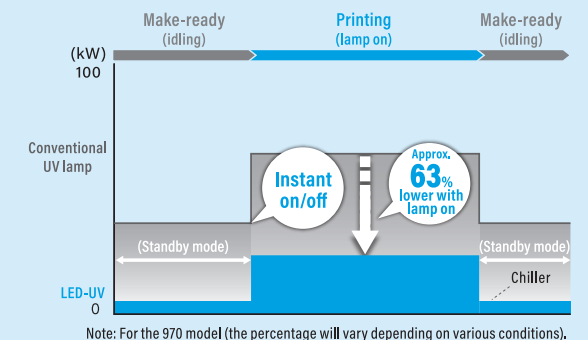 Make-ready
(idling)
Printing
(lamp on)
Make-ready
(idling)
(kW)
100
Conventional
UV lamp
Instant
on/off
Approx.
63%
lower with
lamp on
(Standby mode)
(Standby mode)
Chiller
LED-UV
0
Note: For the 970 model (the percentage will vary depending on various conditions).